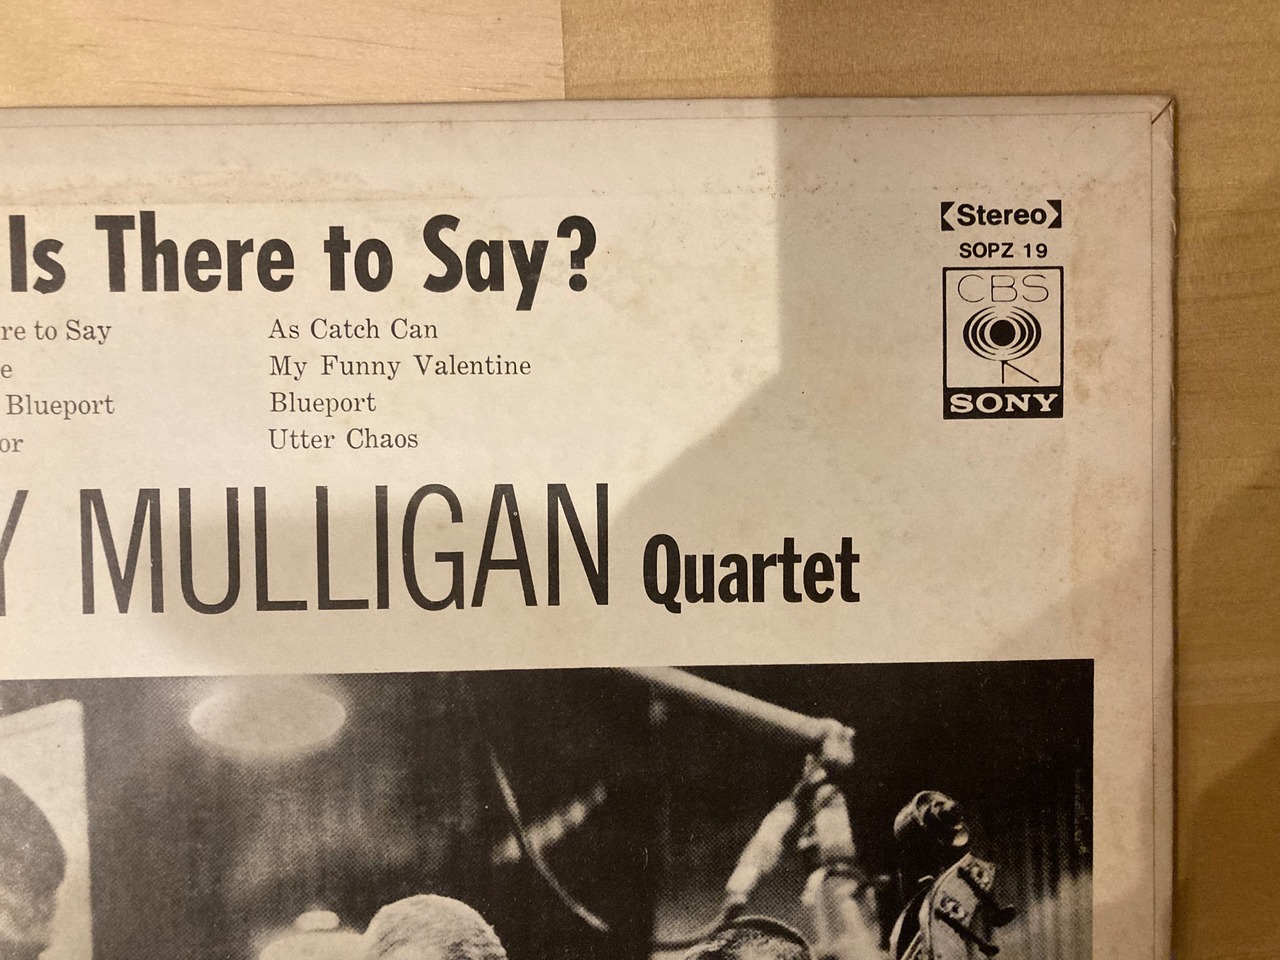 Is There to Say?
re to Say
e
Blueport
or
As Catch Can
My Funny Valentine
Blueport
Utter Chaos
Y MULLIGAN Quartet
【Stereo】
SOPZ 19
CBS
SONY